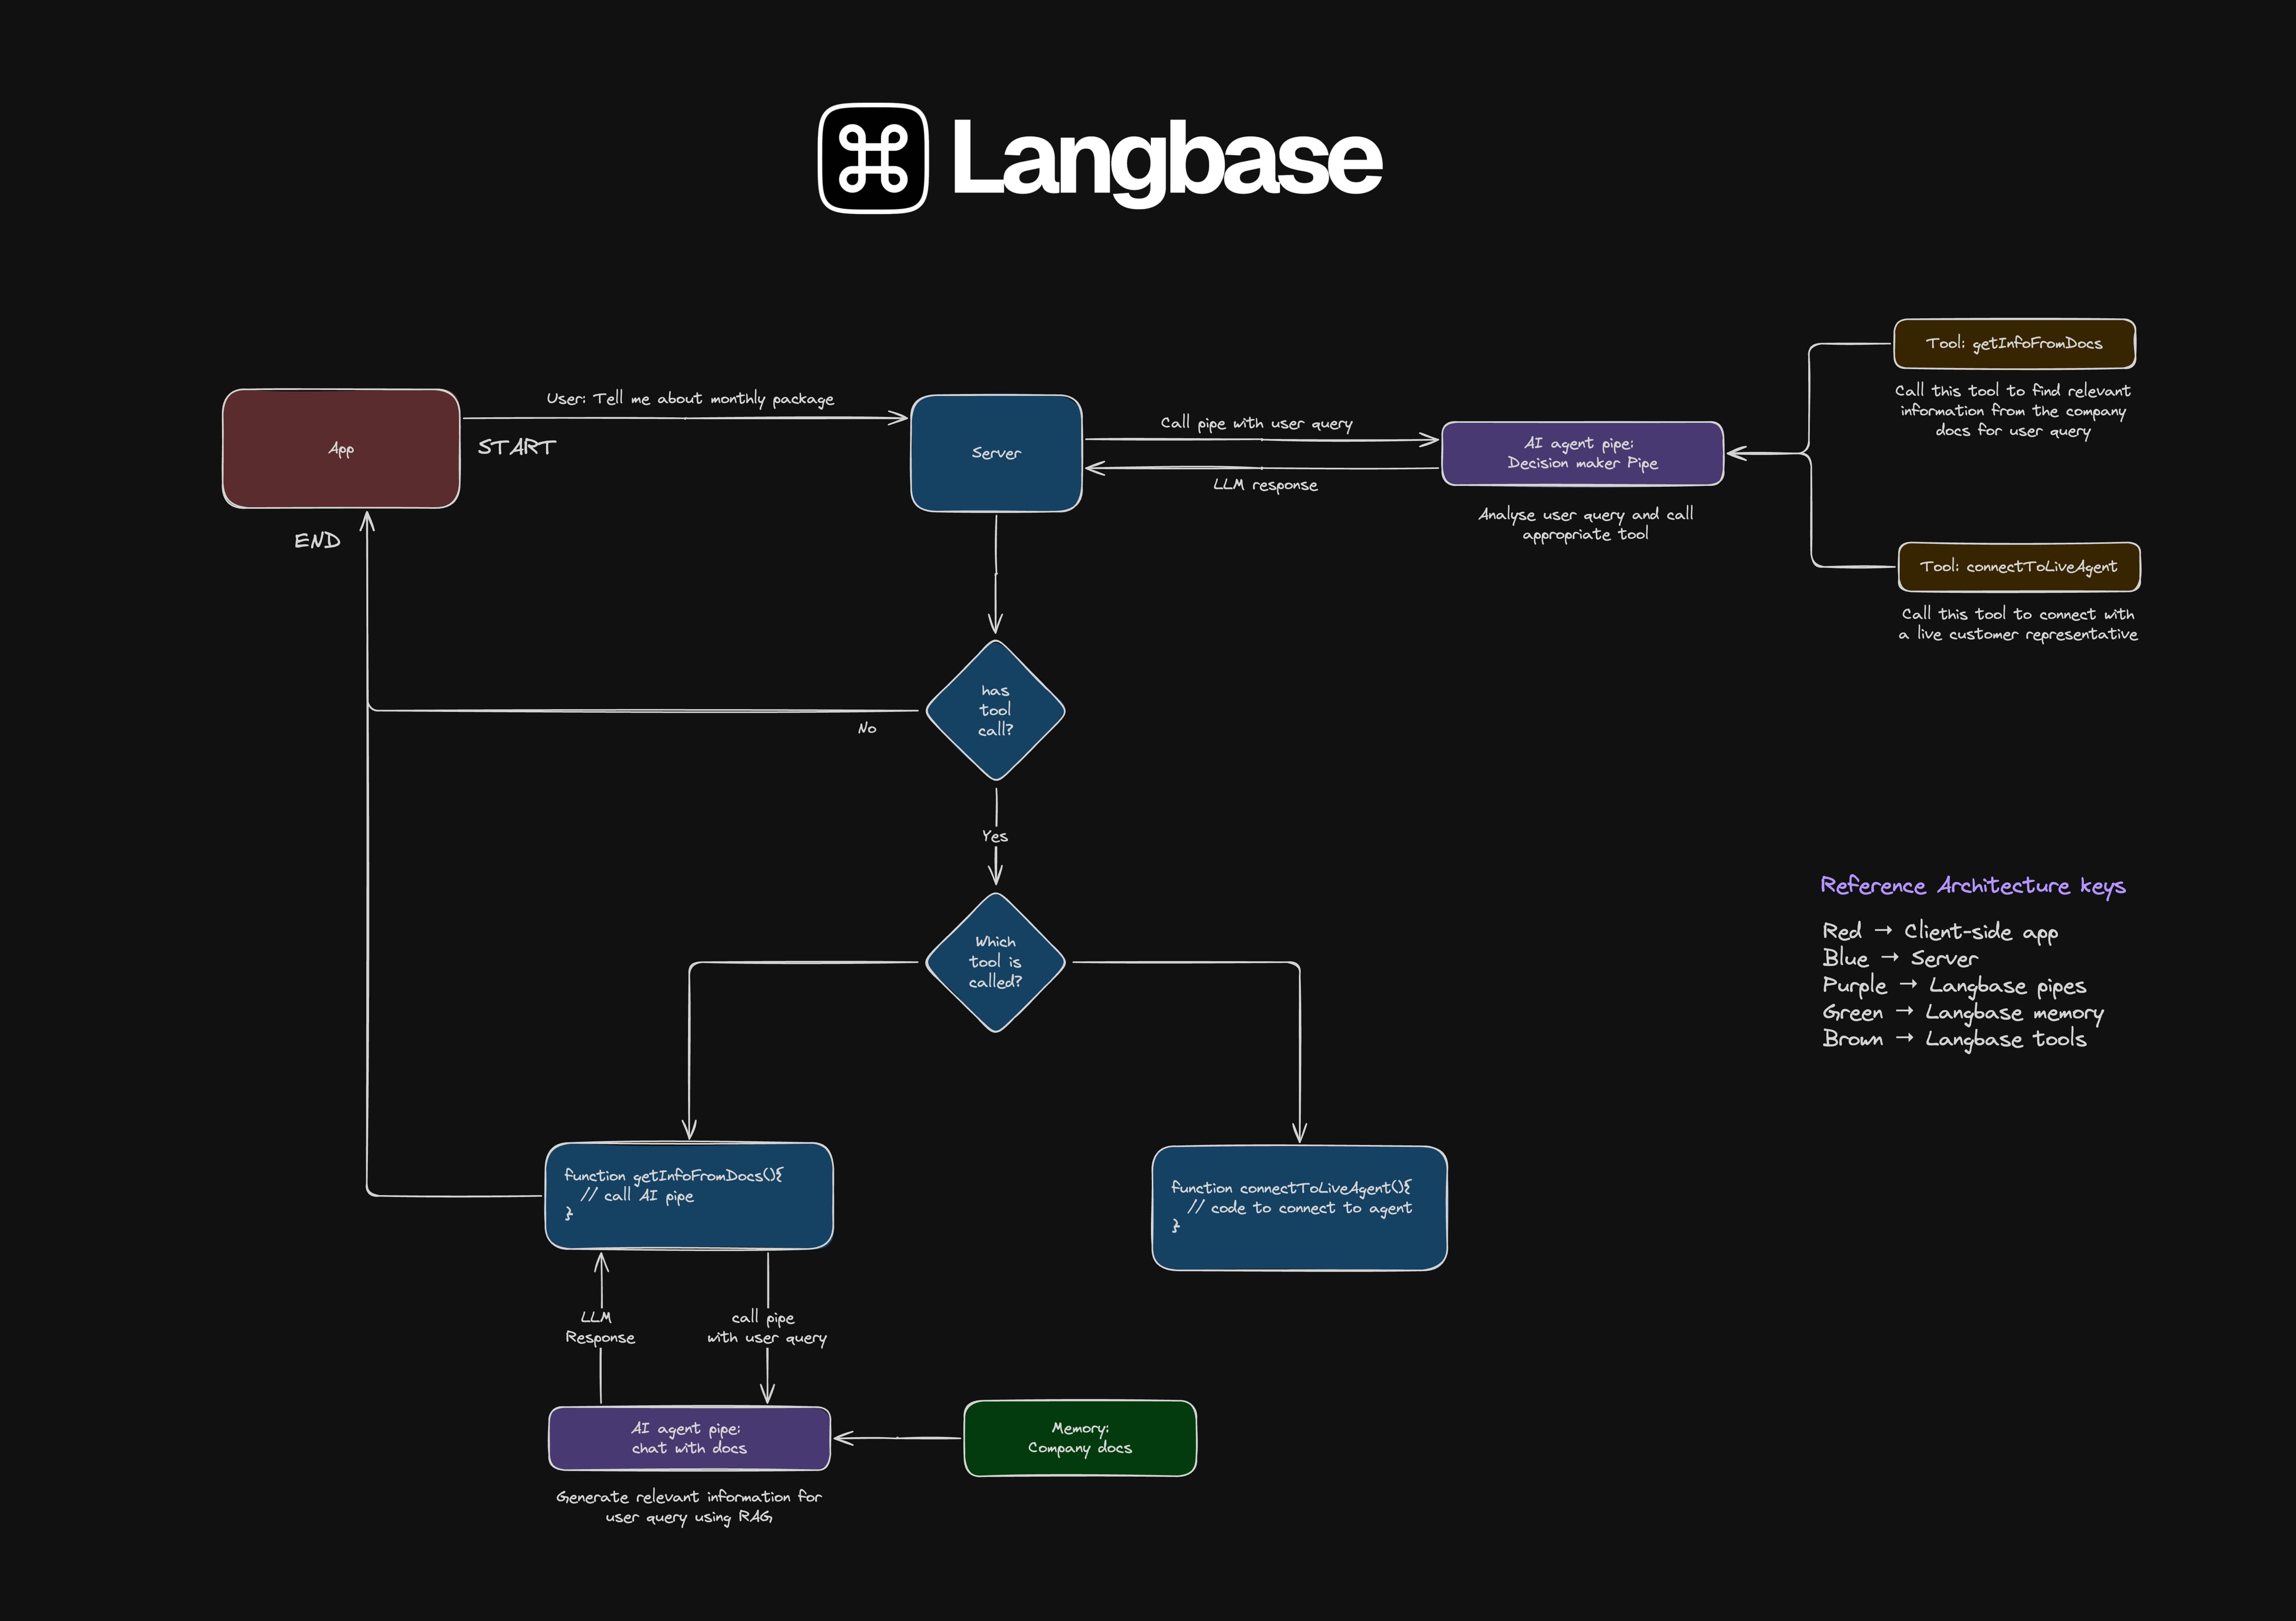 Langbase
User: Tell me about monthly package
App
START
END
Server
Call pipe with user query
LLM response
AI agent pipe:
Decision maker Pipe
Analyse user query and call
appropriate tool
Tool: getInfoFromDocs
Call this tool to find relevant
information from the company
docs for user query
Tool: connectToLiveAgent
Call this tool to connect with
a live customer representative
has
tool
call?
No
Yes
Which
tool is
called?
Reference Architecture keys
Red → Client-side app
Blue → Server
Purple → Langbase pipes
Green → Langbase memory
Brown → Langbase tools
function getInfoFromDocs(){
// call AI pipe
}
function connectToLiveAgent(){
// code to connect to agent
}
LLM
Response
call pipe
with user query
AI agent pipe:
chat with docs
Generate relevant information for
user query using RAG
Memory:
Company docs